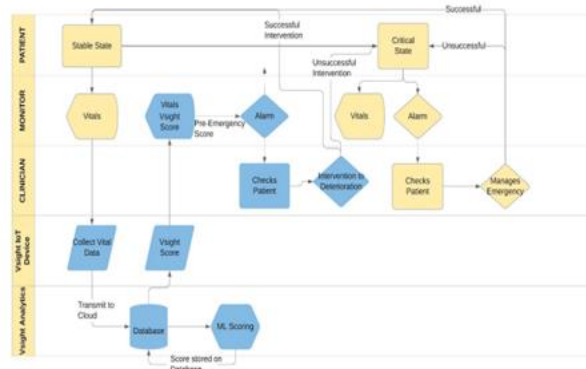 Successful
Successful
Intervention
PATIENT
Stable State
Critical
State
Unsuccessful
Unsuccessful
Intervention
MONITOR
Vitals
Vitals
Vsight
Score
Pre-Emergency
Score
Alarm
Vitals
Alarm
CLINICIAN
Checks
Patient
Intervention to
Deterioration
Checks
Patient
Manages
Emergency
Vsight IoT
Device
Collect Vital
Data
Vsight
Score
Transmit to
Cloud
Vsight Analytics
Database
ML Scoring
Score stored on
Database